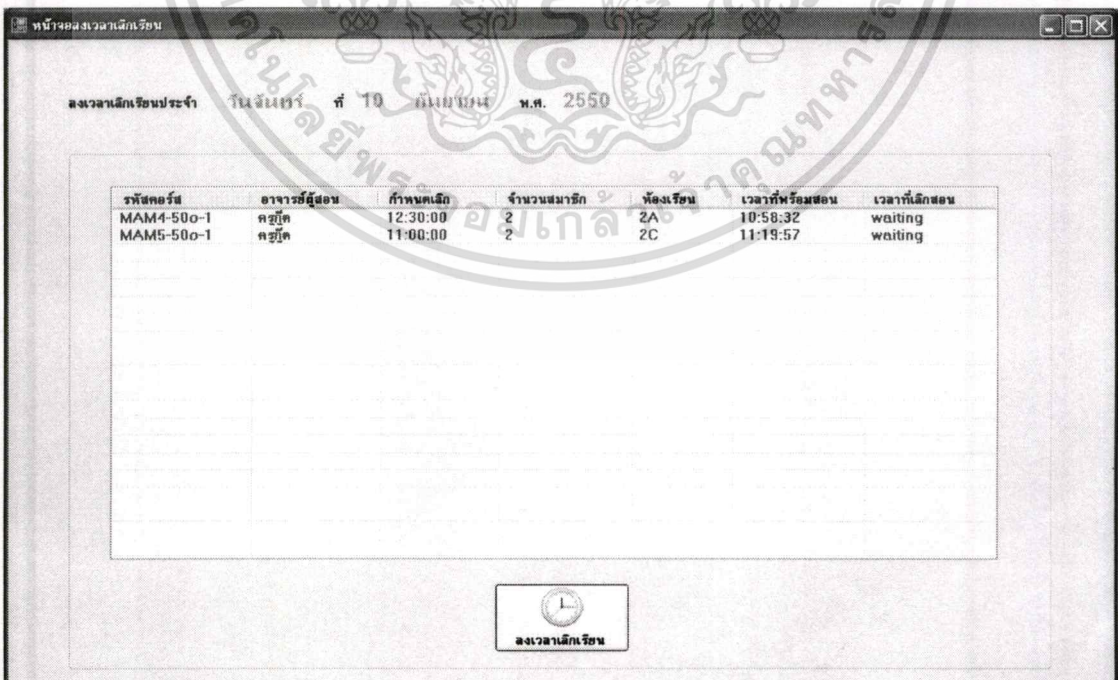 หน้าจอลงเวลาเลิกเรียน
ลงเวลาเลิกเรียนประจำ วันจันทร์ ที่ 10 กันยายน พ.ศ. 2550
รหัสคอร์ส อาจารย์ผู้สอน กำหนดเลิก จำนวนสมาชิก ห้องเรียน เวลาที่พร้อมสอน เวลาที่เลิกสอน
MAM4-50o-1 ครูกี๊ค 12:30:00 2 2A 10:58:32 waiting
MAM5-50o-1 ครูกี๊ค 11:00:00 2 2C 11:19:57 waiting
ลงเวลาเลิกเรียน